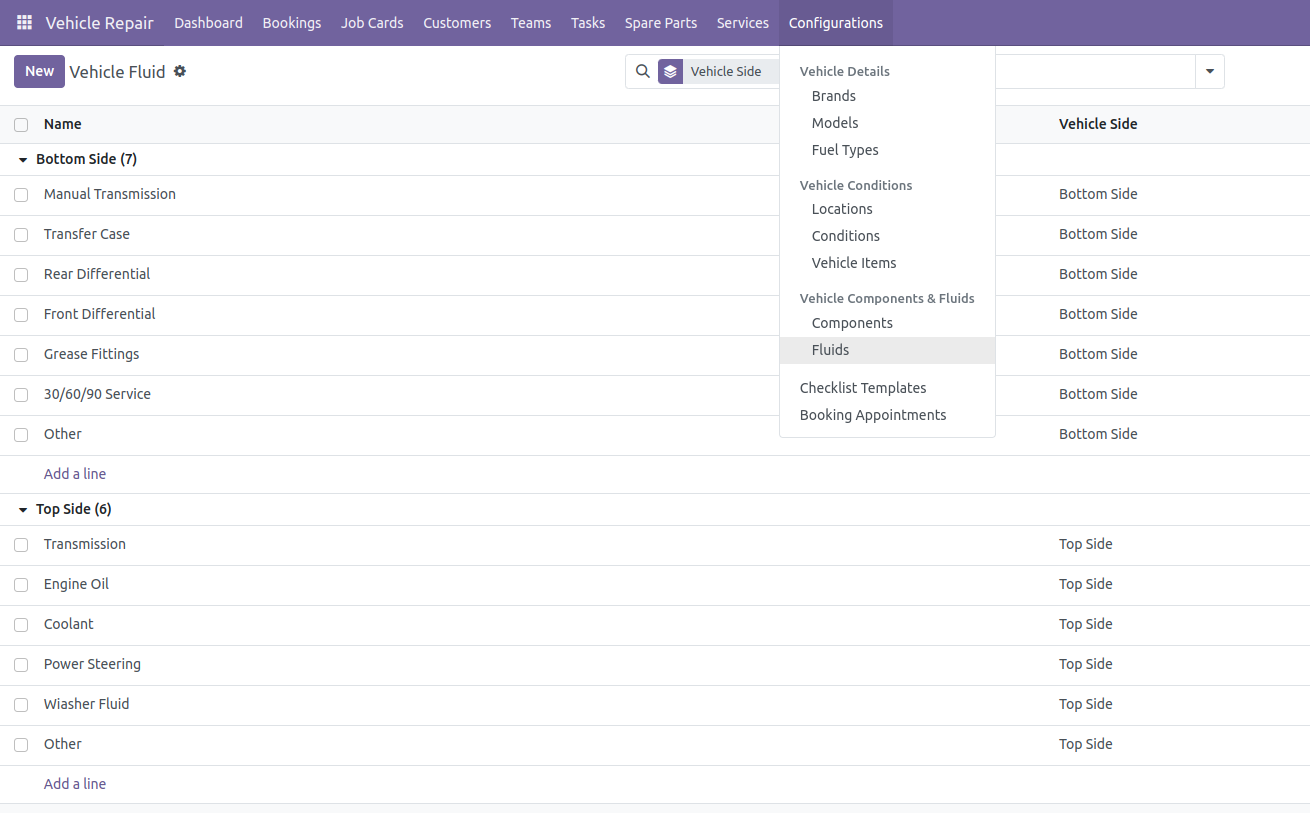 Vehicle Repair Dashboard Bookings Job Cards Customers Teams Tasks Spare Parts Services Configurations
New Vehicle Fluid Vehicle Side
Vehicle Details
Brands
Models
Fuel Types
Vehicle Conditions
Locations
Conditions
Vehicle Items
Vehicle Components & Fluids
Components
Fluids
Checklist Templates
Booking Appointments
Name Vehicle Side
Bottom Side (7)
Manual Transmission Bottom Side
Transfer Case Bottom Side
Rear Differential Bottom Side
Front Differential Bottom Side
Grease Fittings Bottom Side
30/60/90 Service Bottom Side
Other Bottom Side
Add a line
Top Side (6)
Transmission Top Side
Engine Oil Top Side
Coolant Top Side
Power Steering Top Side
Wiasher Fluid Top Side
Other Top Side
Add a line